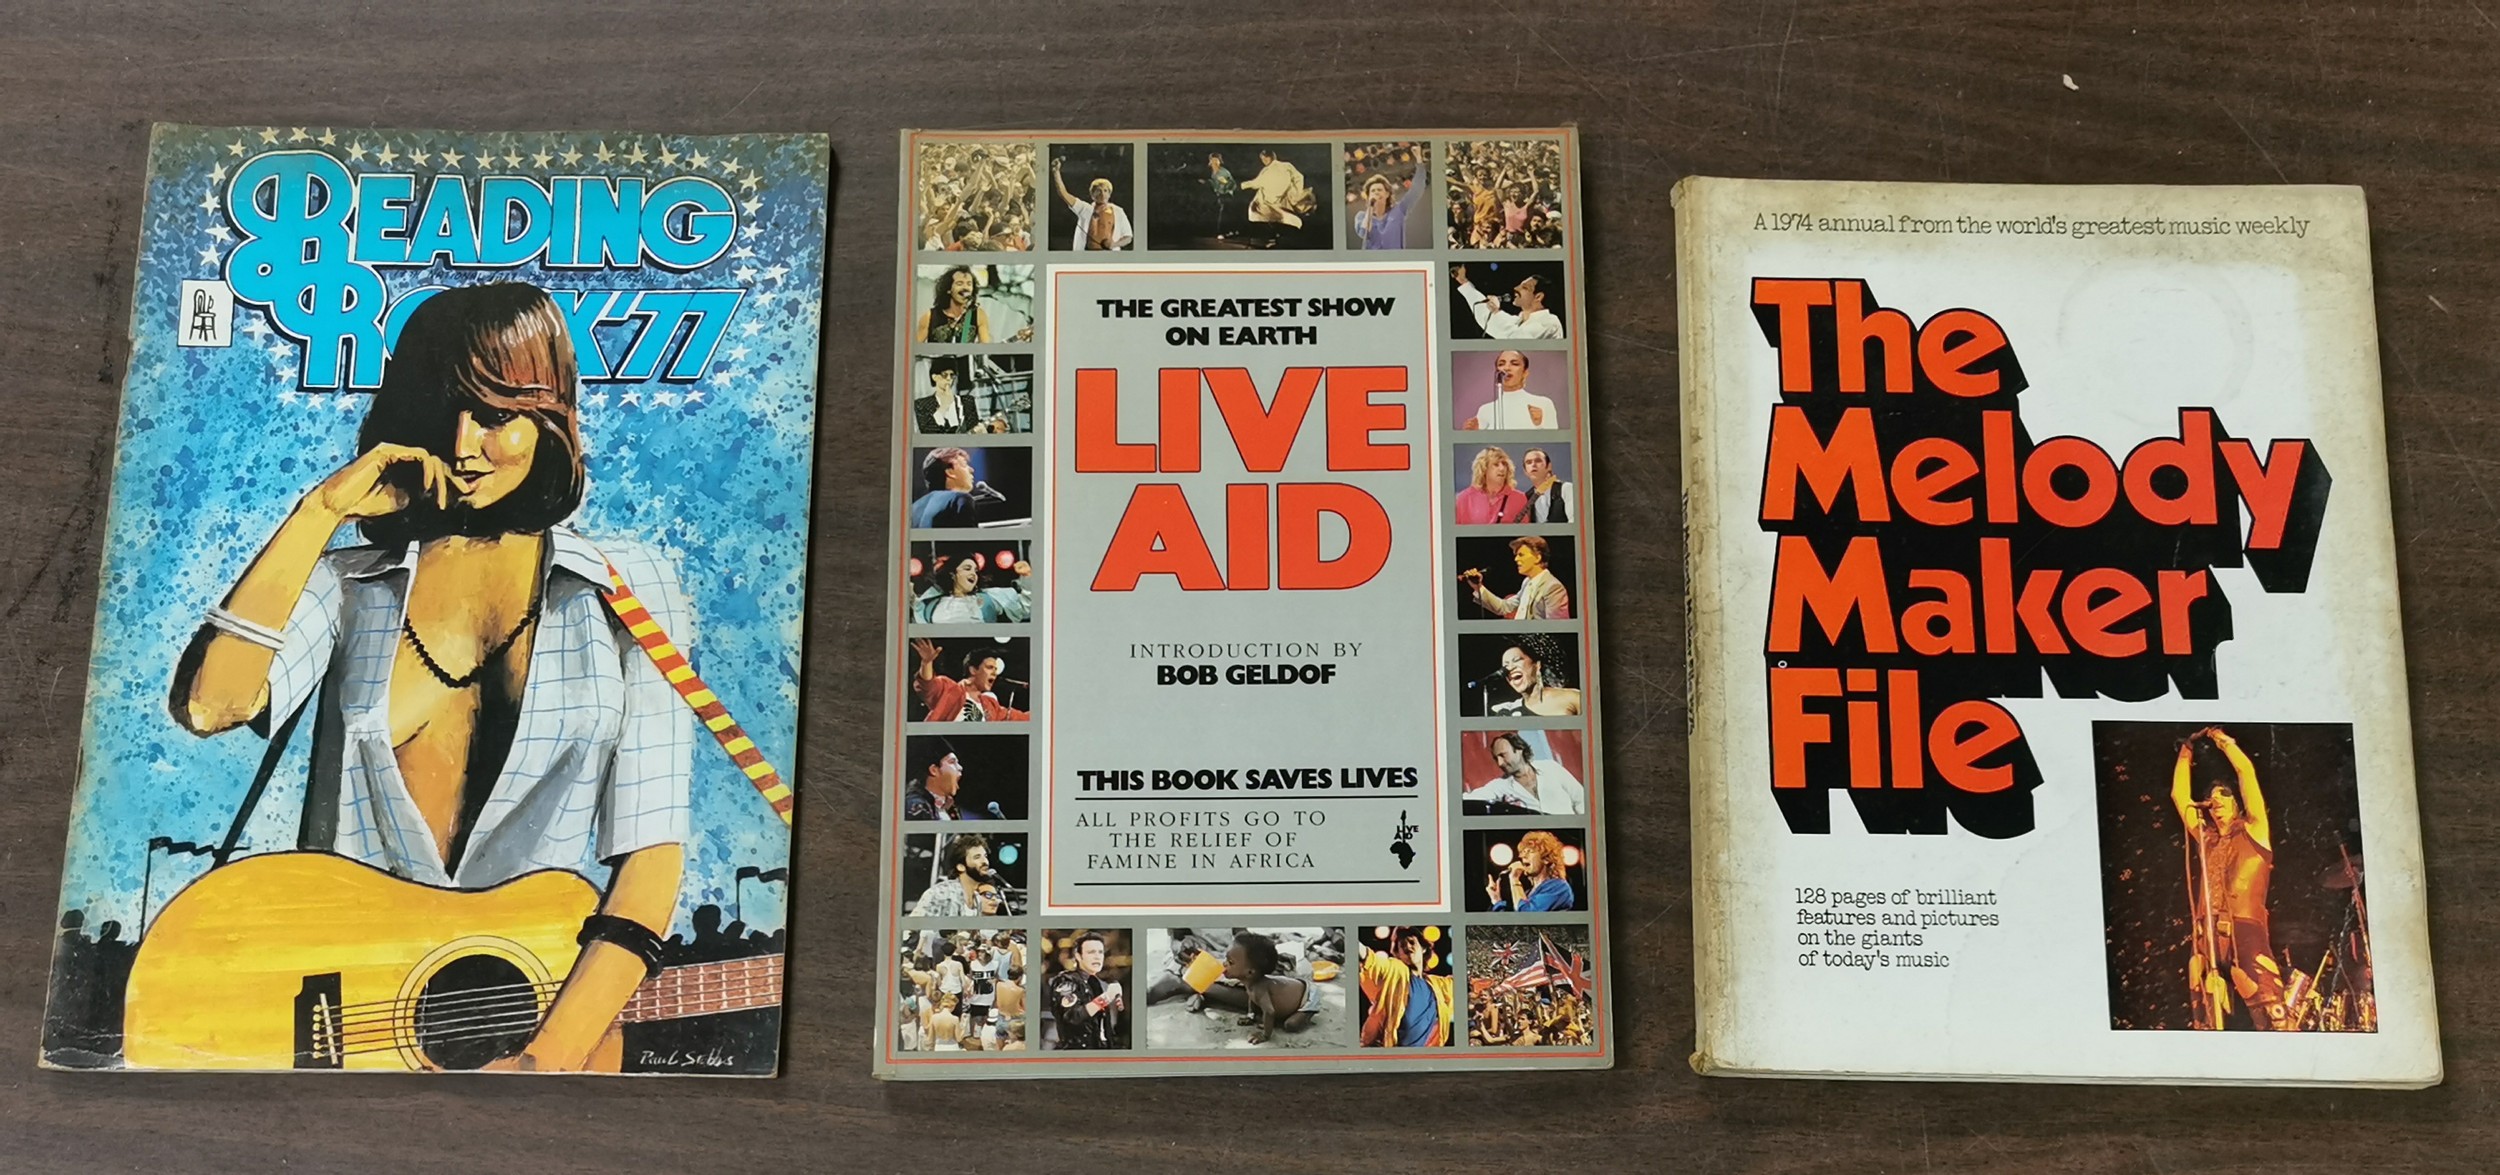 READING
ROCK '77
Paul Stubbs
THE GREATEST SHOW
ON EARTH
LIVE
AID
INTRODUCTION BY
BOB GELDOF
THIS BOOK SAVES LIVES
ALL PROFITS GO TO
THE RELIEF OF
FAMINE IN AFRICA
LIVE
AID
A 1974 annual from the world's greatest music weekly
The
Melody
Maker
File
128 pages of brilliant
features and pictures
on the giants
of today's music